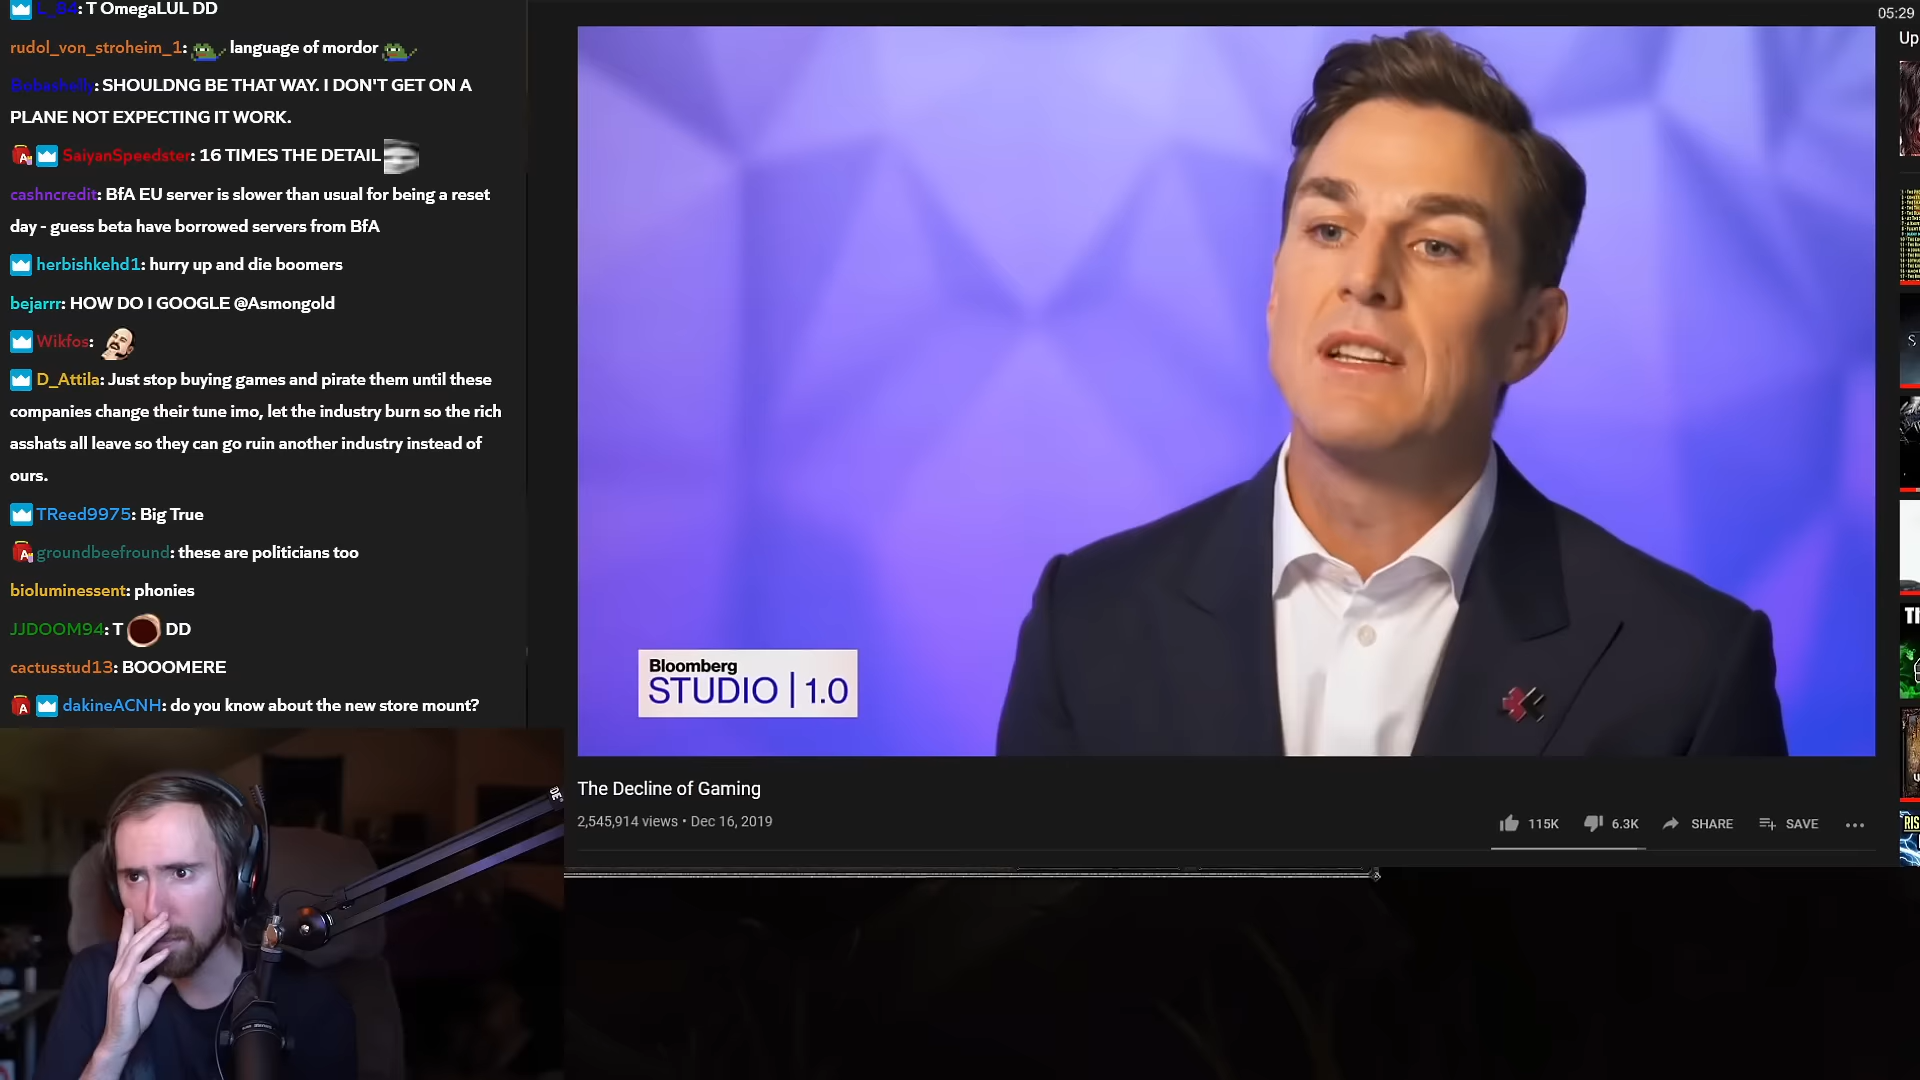 L_S4: T OmegaLUL DD
rudol_von_stroheim_1: language of mordor
Bobashelly: SHOULDNG BE THAT WAY. I DON'T GET ON A
PLANE NOT EXPECTING IT WORK.
SaiyanSpeedster: 16 TIMES THE DETAIL
cashncredit: BfA EU server is slower than usual for being a reset
day - guess beta have borrowed servers from BfA
herbishkehd1: hurry up and die boomers
bejarrr: HOW DO I GOOGLE @Asmongold
Wikfos:
D_Attila: Just stop buying games and pirate them until these
companies change their tune imo, let the industry burn so the rich
asshats all leave so they can go ruin another industry instead of
ours.
TReed9975: Big True
groundbeefround: these are politicians too
bioluminessent: phonies
JJDOOM94: T DD
cactusstud13: BOOOMERE
dakineACNH: do you know about the new store mount?
05:29
Up
Bloomberg
STUDIO | 1.0
The Decline of Gaming
2,545,914 views • Dec 16, 2019
115K 6.3K SHARE SAVE